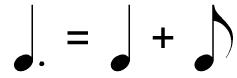 ♩. = ♩ + ♪